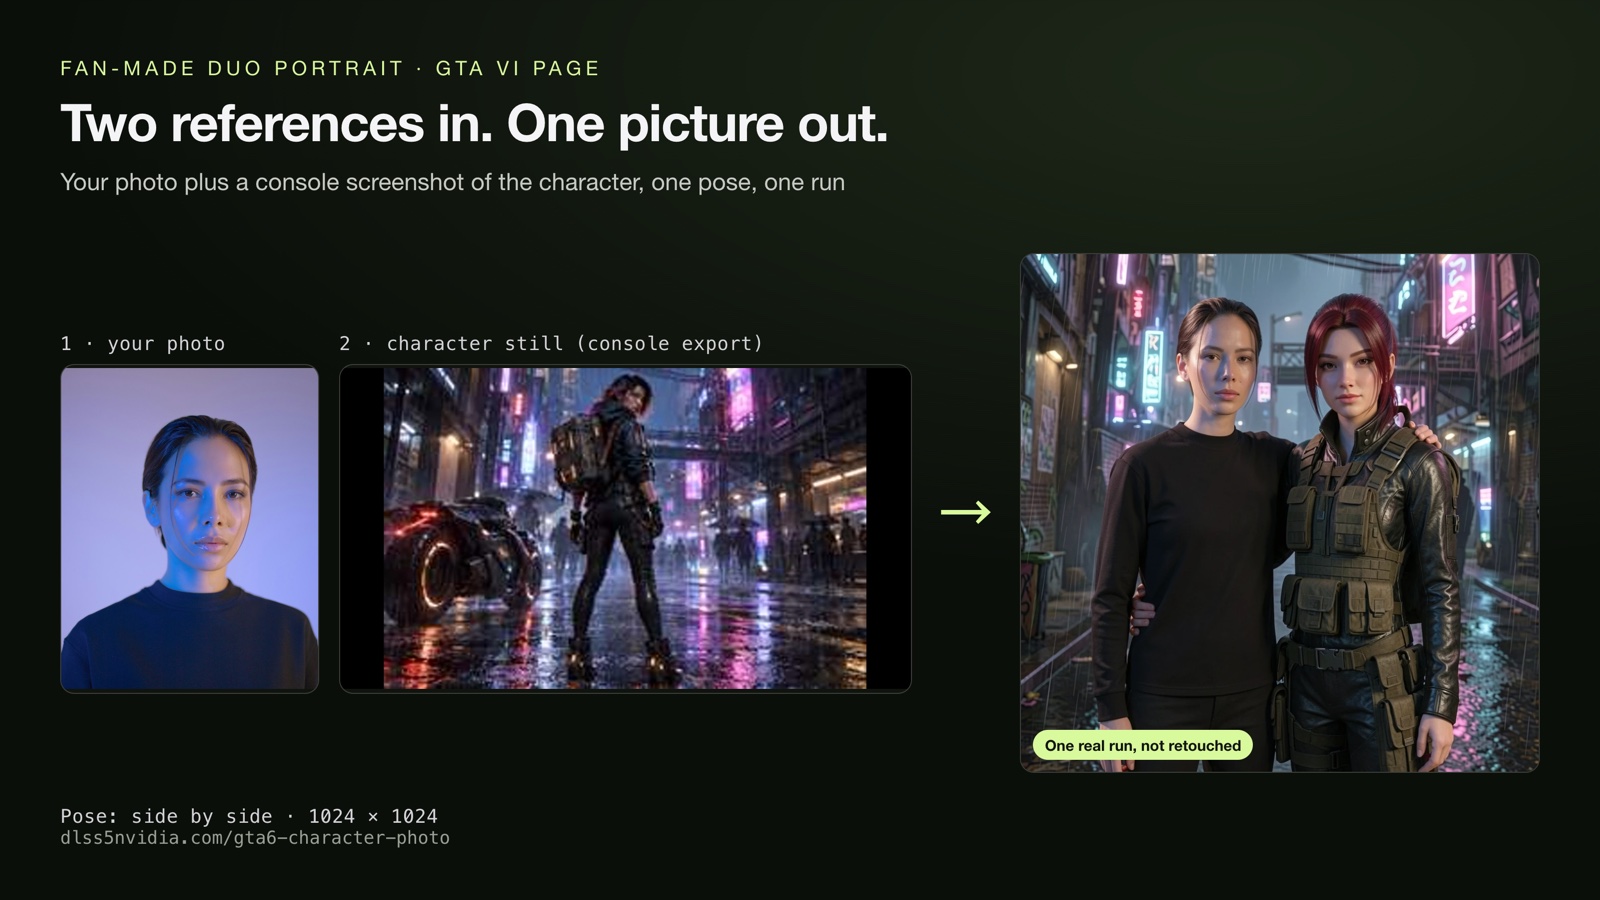 FAN-MADE DUO PORTRAIT · GTA VI PAGE
Two references in. One picture out.
Your photo plus a console screenshot of the character, one pose, one run
1 · your photo
2 · character still (console export)
→
One real run, not retouched
Pose: side by side · 1024 × 1024
dlss5nvidia.com/gta6-character-photo